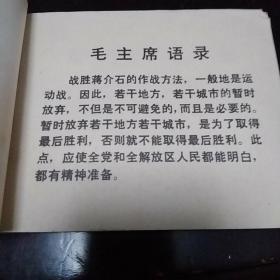 毛主席语录
战胜蒋介石的作战方法，一般地是运
动战。因此，若干地方，若干城市的暂时
放弃，不但是不可避免的，而且是必要的。
暂时放弃若干地方若干城市，是为了取得
最后胜利，否则就不能取得最后胜利。此
点，应使全党和全解放区人民都能明白，
都有精神准备。